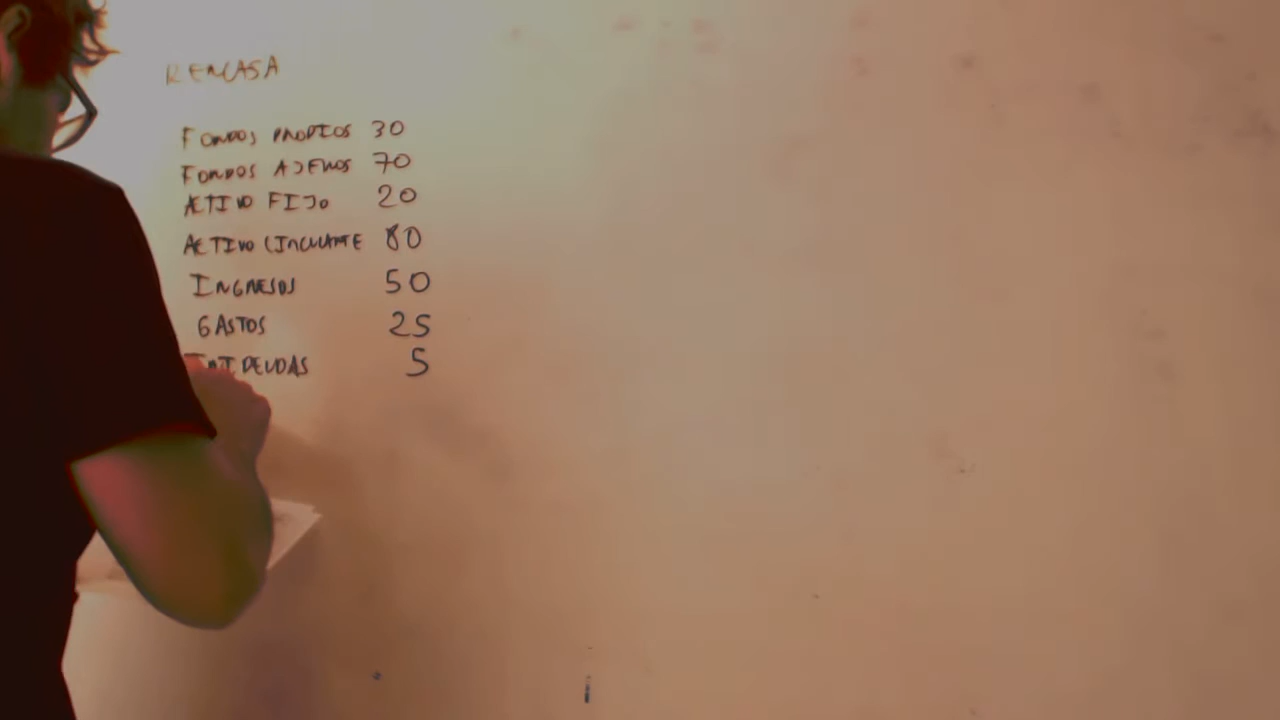 RENCASA
FONDOS PROPIOS 30
FONDOS AJENOS 70
ACTIVO FIJO 20
ACTIVO CIRCULANTE 80
INGRESOS 50
GASTOS 25
INT DEUDAS 5